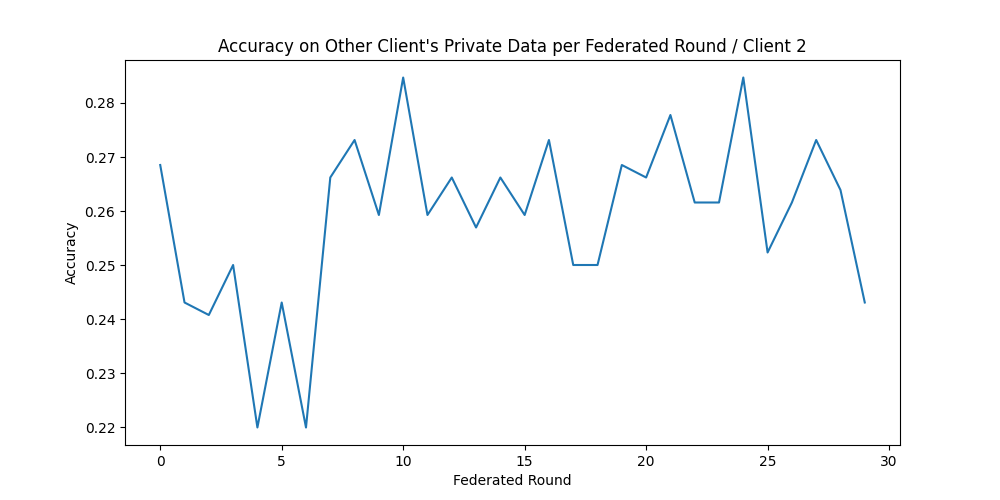 Accuracy on Other Client's Private Data per Federated Round / Client 2
Accuracy
0.28
0.27
0.26
0.25
0.24
0.23
0.22
0 5 10 15 20 25 30
Federated Round